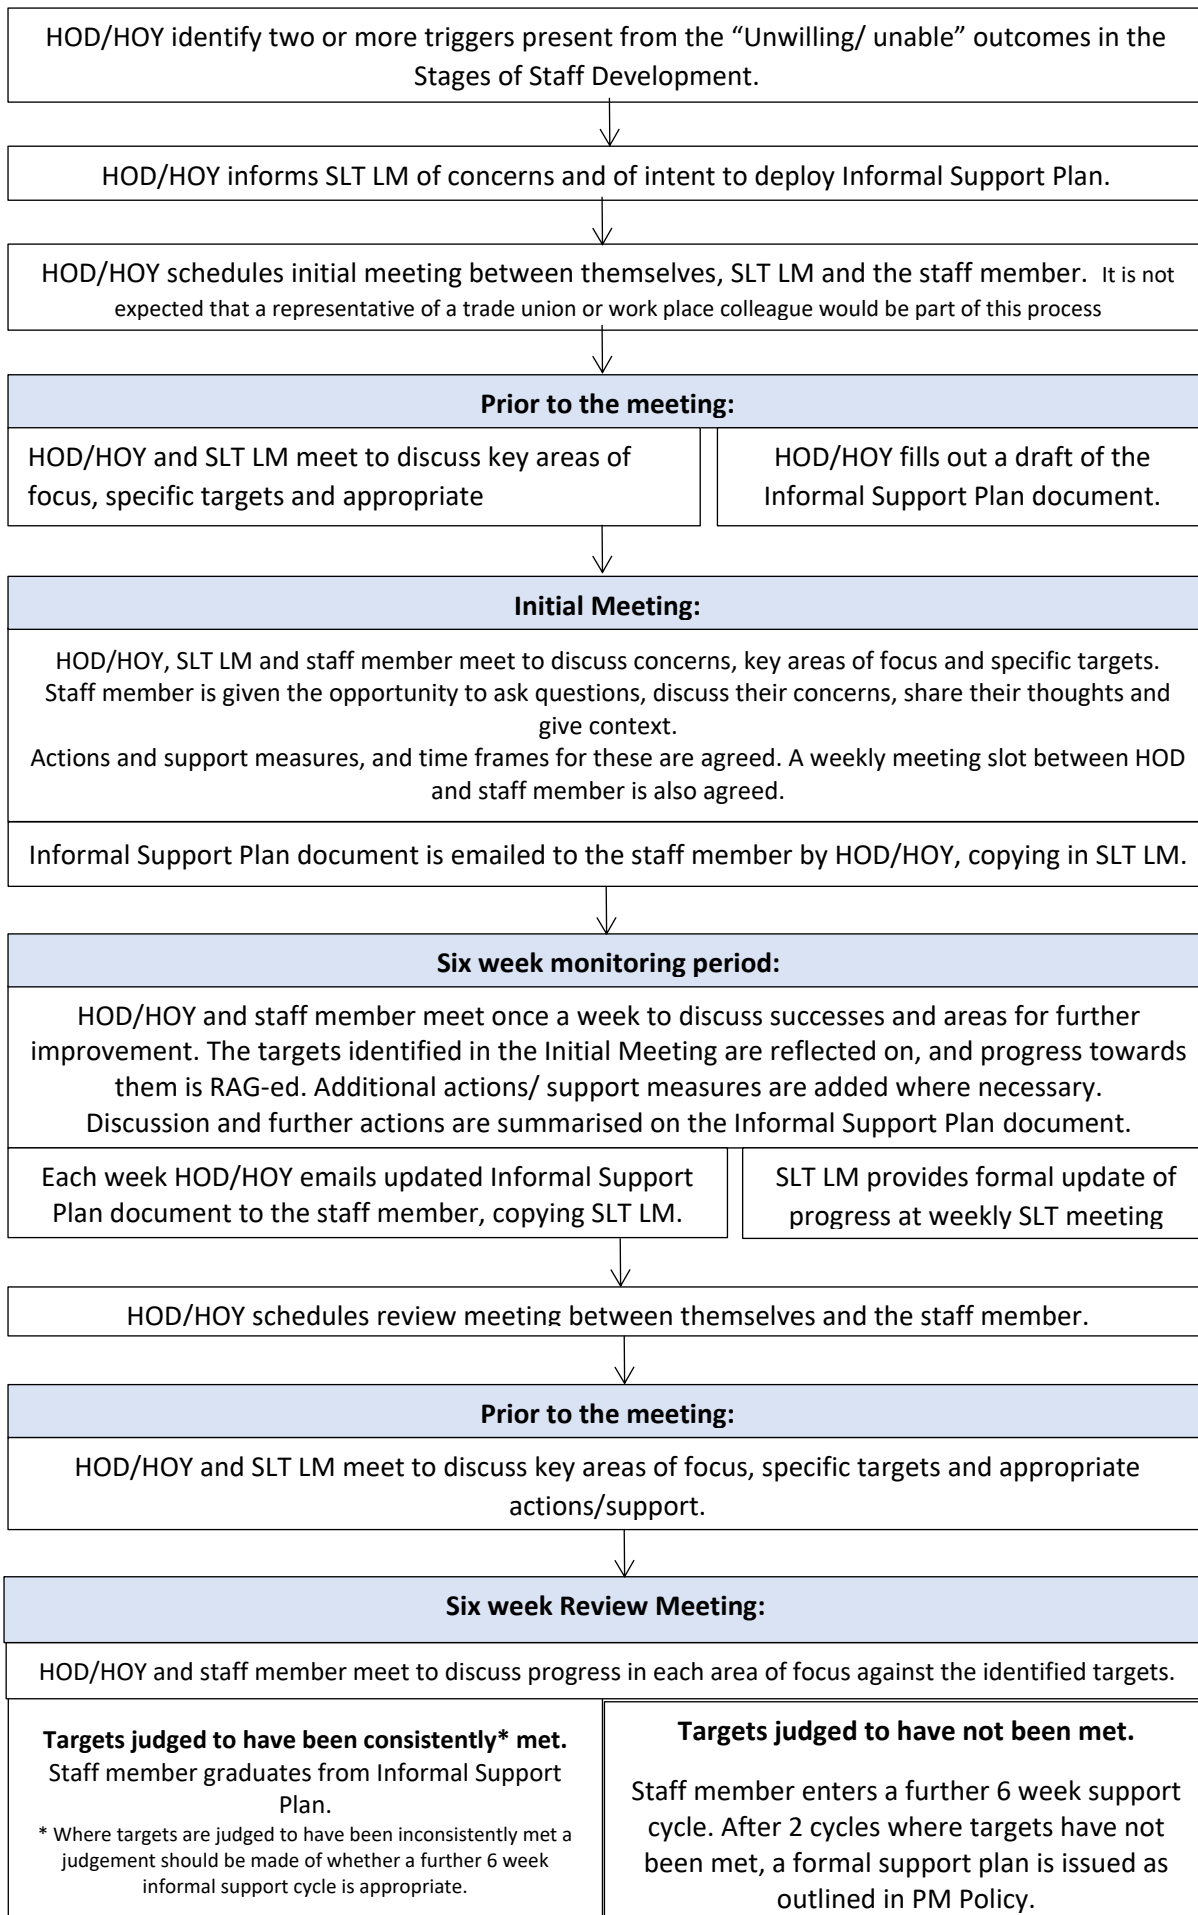 HOD/HOY identify two or more triggers present from the “Unwilling/ unable” outcomes in the
Stages of Staff Development.
HOD/HOY informs SLT LM of concerns and of intent to deploy Informal Support Plan.
HOD/HOY schedules initial meeting between themselves, SLT LM and the staff member. It is not
expected that a representative of a trade union or work place colleague would be part of this process
Prior to the meeting:
HOD/HOY and SLT LM meet to discuss key areas of
focus, specific targets and appropriate
HOD/HOY fills out a draft of the
Informal Support Plan document.
Initial Meeting:
HOD/HOY, SLT LM and staff member meet to discuss concerns, key areas of focus and specific targets.
Staff member is given the opportunity to ask questions, discuss their concerns, share their thoughts and
give context.
Actions and support measures, and time frames for these are agreed. A weekly meeting slot between HOD
and staff member is also agreed.
Informal Support Plan document is emailed to the staff member by HOD/HOY, copying in SLT LM.
Six week monitoring period:
HOD/HOY and staff member meet once a week to discuss successes and areas for further
improvement. The targets identified in the Initial Meeting are reflected on, and progress towards
them is RAG-ed. Additional actions/ support measures are added where necessary.
Discussion and further actions are summarised on the Informal Support Plan document.
Each week HOD/HOY emails updated Informal Support
Plan document to the staff member, copying SLT LM.
SLT LM provides formal update of
progress at weekly SLT meeting
HOD/HOY schedules review meeting between themselves and the staff member.
Prior to the meeting:
HOD/HOY and SLT LM meet to discuss key areas of focus, specific targets and appropriate
actions/support.
Six week Review Meeting:
HOD/HOY and staff member meet to discuss progress in each area of focus against the identified targets.
Targets judged to have been consistently* met.
Staff member graduates from Informal Support
Plan.
* Where targets are judged to have been inconsistently met a
judgement should be made of whether a further 6 week
informal support cycle is appropriate.
Targets judged to have not been met.
Staff member enters a further 6 week support
cycle. After 2 cycles where targets have not
been met, a formal support plan is issued as
outlined in PM Policy.